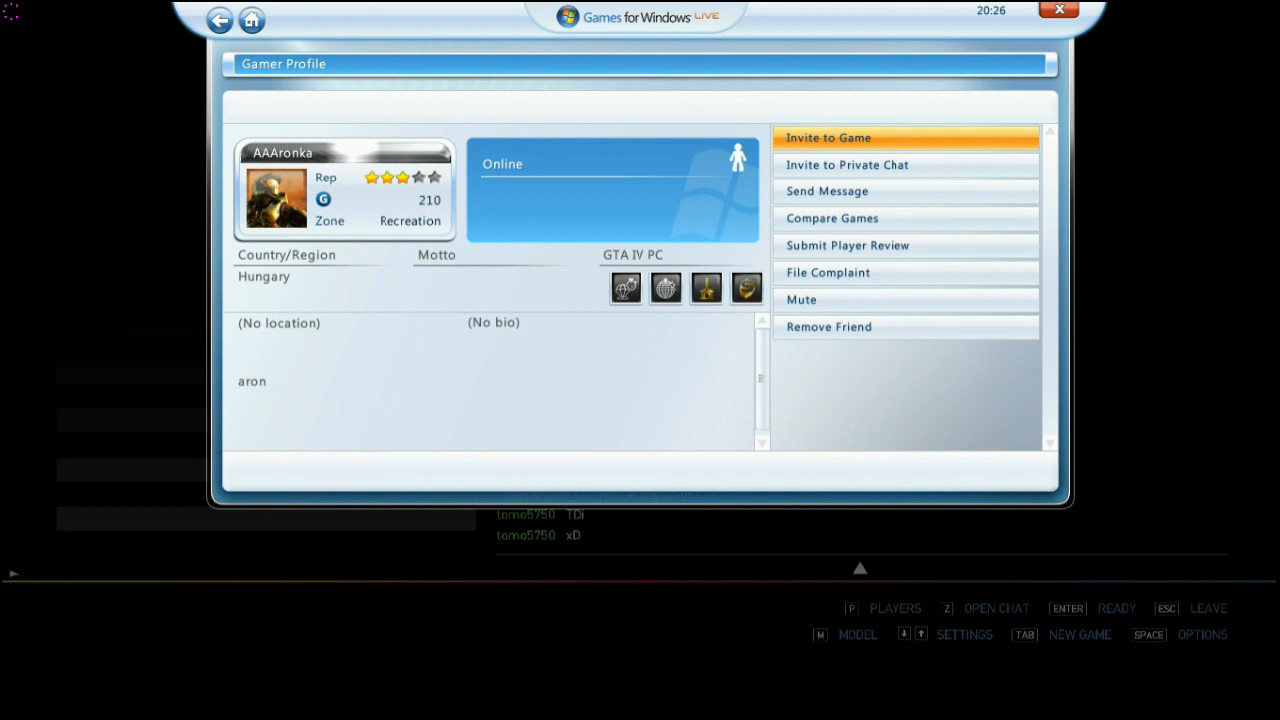 Games for Windows LIVE
20:26
Gamer Profile
AAAronka
Rep
G 210
Zone Recreation
Online
Country/Region
Hungary
Motto
GTA IV PC
(No location)
(No bio)
aron
Invite to Game
Invite to Private Chat
Send Message
Compare Games
Submit Player Review
File Complaint
Mute
Remove Friend
tomo5750 TDi
tomo5750 xD
P PLAYERS Z OPEN CHAT ENTER READY ESC LEAVE
M MODEL SETTINGS TAB NEW GAME SPACE OPTIONS